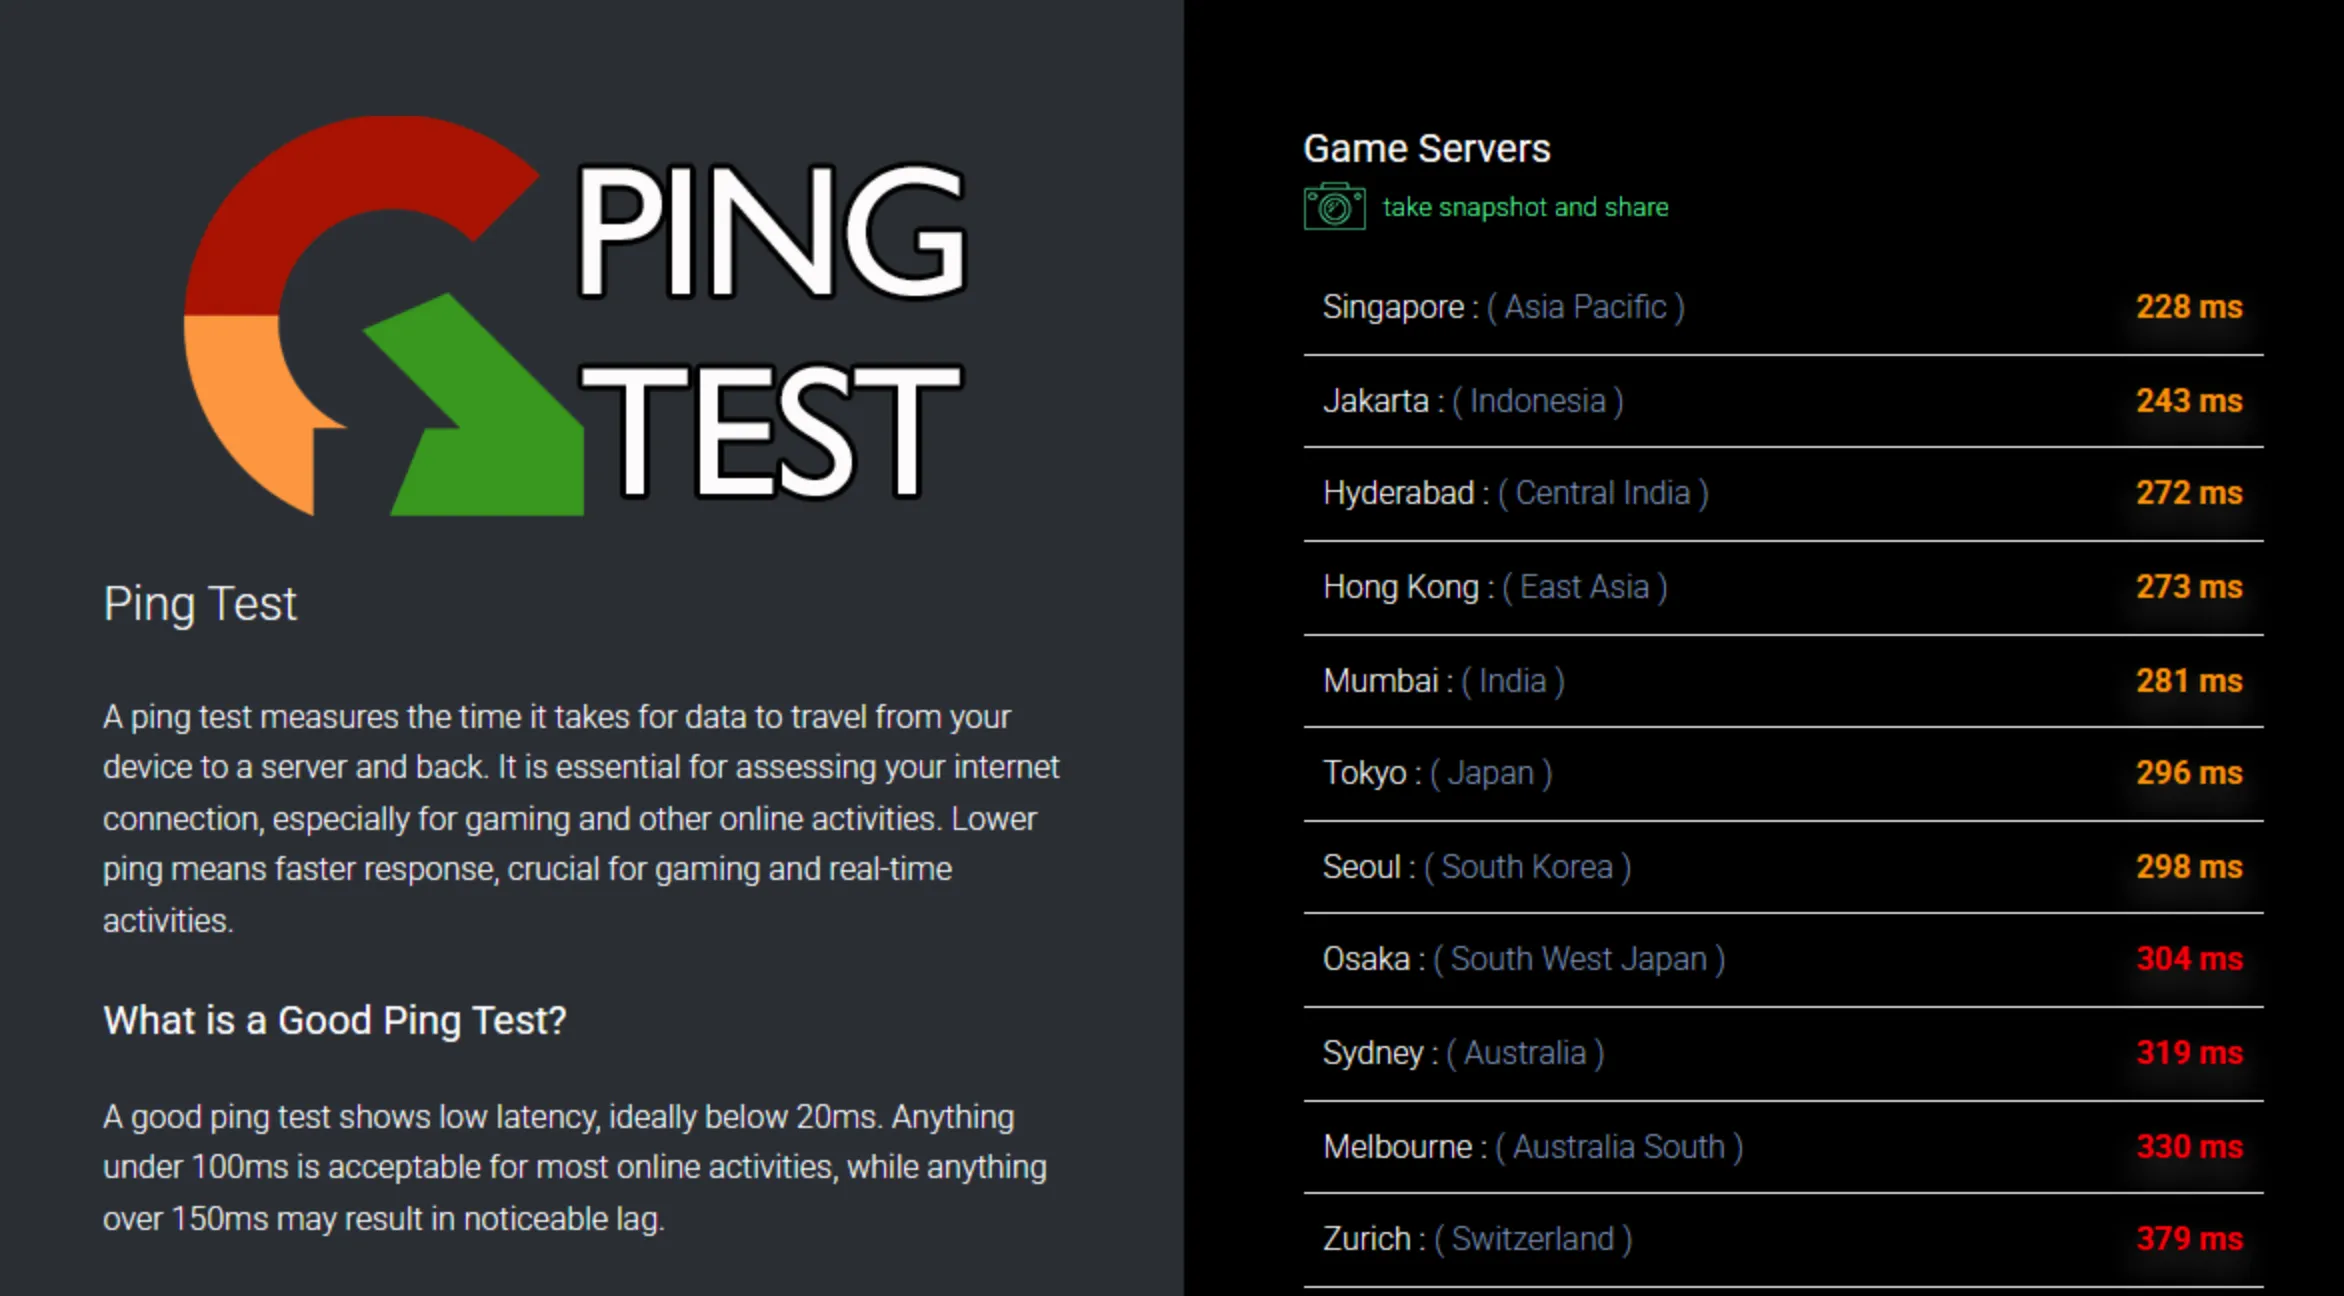 PING
TEST
Ping Test
A ping test measures the time it takes for data to travel from your
device to a server and back. It is essential for assessing your internet
connection, especially for gaming and other online activities. Lower
ping means faster response, crucial for gaming and real-time
activities.
What is a Good Ping Test?
A good ping test shows low latency, ideally below 20ms. Anything
under 100ms is acceptable for most online activities, while anything
over 150ms may result in noticeable lag.
Game Servers
take snapshot and share
Singapore : ( Asia Pacific ) 228 ms
Jakarta : ( Indonesia ) 243 ms
Hyderabad : ( Central India ) 272 ms
Hong Kong : ( East Asia ) 273 ms
Mumbai : ( India ) 281 ms
Tokyo : ( Japan ) 296 ms
Seoul : ( South Korea ) 298 ms
Osaka : ( South West Japan ) 304 ms
Sydney : ( Australia ) 319 ms
Melbourne : ( Australia South ) 330 ms
Zurich : ( Switzerland ) 379 ms